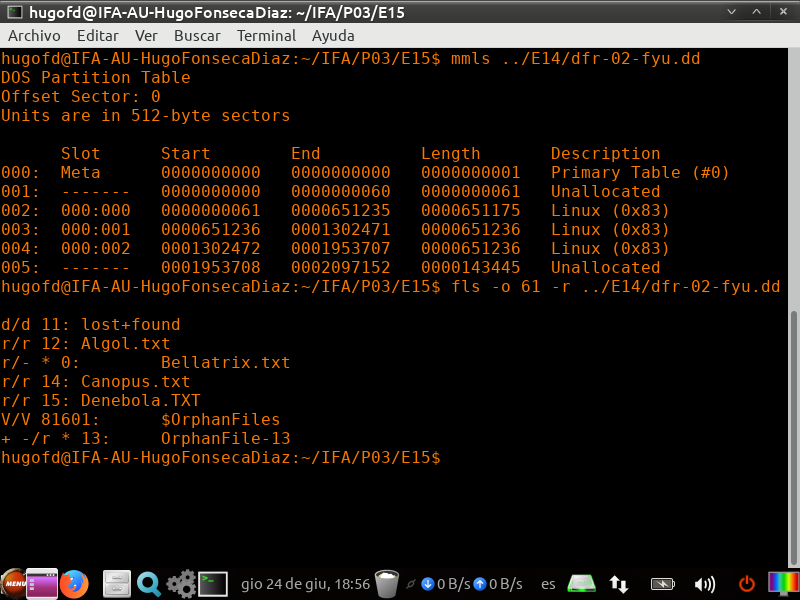 hugofd@IFA-AU-HugoFonsecaDiaz: ~/IFA/P03/E15
Archivo Editar Ver Buscar Terminal Ayuda
hugofd@IFA-AU-HugoFonsecaDiaz:~/IFA/P03/E15$ mmls ../E14/dfr-02-fyu.dd
DOS Partition Table
Offset Sector: 0
Units are in 512-byte sectors
Slot Start End Length Description
000: Meta 0000000000 0000000000 0000000001 Primary Table (#0)
001: ------- 0000000000 0000000060 0000000061 Unallocated
002: 000:000 0000000061 0000651235 0000651175 Linux (0x83)
003: 000:001 0000651236 0001302471 0000651236 Linux (0x83)
004: 000:002 0001302472 0001953707 0000651236 Linux (0x83)
005: ------- 0001953708 0002097152 0000143445 Unallocated
hugofd@IFA-AU-HugoFonsecaDiaz:~/IFA/P03/E15$ fls -o 61 -r ../E14/dfr-02-fyu.dd
d/d 11: lost+found
r/r 12: Algol.txt
r/- * 0: Bellatrix.txt
r/r 14: Canopus.txt
r/r 15: Denebola.TXT
V/V 81601: $OrphanFiles
+ -/r * 13: OrphanFile-13
hugofd@IFA-AU-HugoFonsecaDiaz:~/IFA/P03/E15$
MENU gio 24 de giu, 18:56 0 B/s 0 B/s es